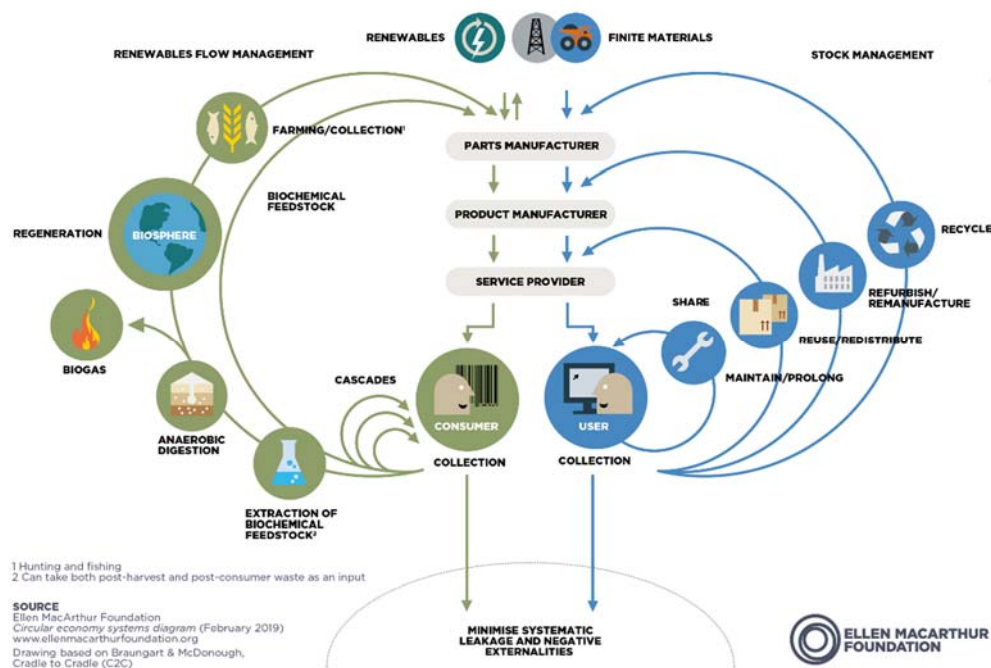 RENEWABLES FLOW MANAGEMENT
RENEWABLES
FINITE MATERIALS
STOCK MANAGEMENT
FARMING/COLLECTION¹
PARTS MANUFACTURER
BIOCHEMICAL
FEEDSTOCK
PRODUCT MANUFACTURER
REGENERATION
BIOSPHERE
RECYCLE
SERVICE PROVIDER
SHARE
REFURBISH/
REMANUFACTURE
REUSE/REDISTRIBUTE
BIOGAS
CASCADES
MAINTAIN/PROLONG
CONSUMER
USER
ANAEROBIC
DIGESTION
COLLECTION
COLLECTION
EXTRACTION OF
BIOCHEMICAL
FEEDSTOCK²
1 Hunting and fishing
2 Can take both post-harvest and post-consumer waste as an input
SOURCE
Ellen MacArthur Foundation
Circular economy systems diagram (February 2019)
www.ellenmacarthurfoundation.org
Drawing based on Braungart & McDonough,
Cradle to Cradle (C2C)
MINIMISE SYSTEMATIC
LEAKAGE AND NEGATIVE
EXTERNALITIES
ELLEN MACARTHUR
FOUNDATION